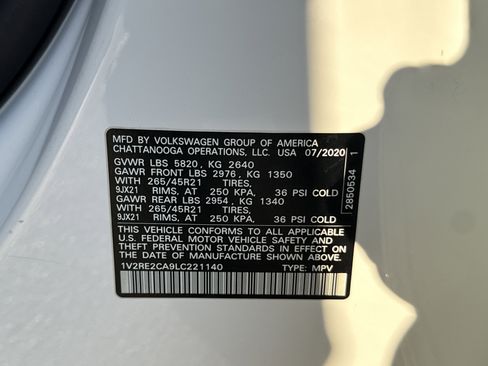 MFD BY VOLKSWAGEN GROUP OF AMERICA
CHATTANOOGA OPERATIONS, LLC. USA 07/2020
GVWR LBS 5820, KG 2640
GAWR FRONT LBS 2976, KG 1350
WITH 265/45R21 TIRES,
9JX21 RIMS, AT 250 KPA, 36 PSI COLD
GAWR REAR LBS 2954, KG 1340
WITH 265/45R21 TIRES,
9JX21 RIMS, AT 250 KPA, 36 PSI COLD
THIS VEHICLE CONFORMS TO ALL APPLICABLE
U.S. FEDERAL MOTOR VEHICLE SAFETY AND
THEFT PREVENTION STANDARDS IN EFFECT ON
THE DATE OF MANUFACTURE SHOWN ABOVE.
1V2RE2CA9LC221140 TYPE: MPV
2850534 1